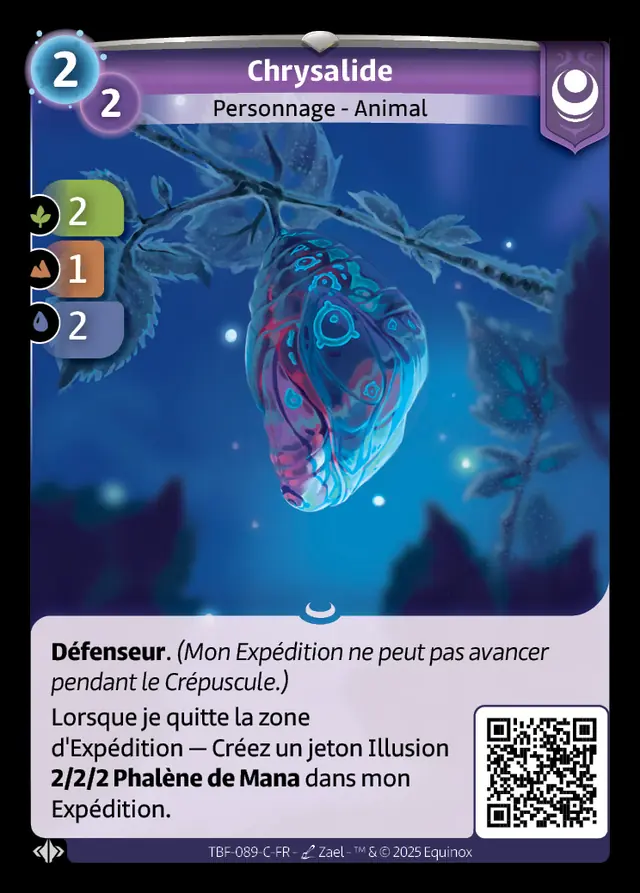 2
2
Chrysalide
Personnage - Animal
2
1
2
Défenseur. (Mon Expédition ne peut pas avancer
pendant le Crépuscule.)
Lorsque je quitte la zone
d'Expédition — Créez un jeton Illusion
2/2/2 Phalène de Mana dans mon
Expédition.
TBF-089-C-FR - Zael - ™ & © 2025 Equinox